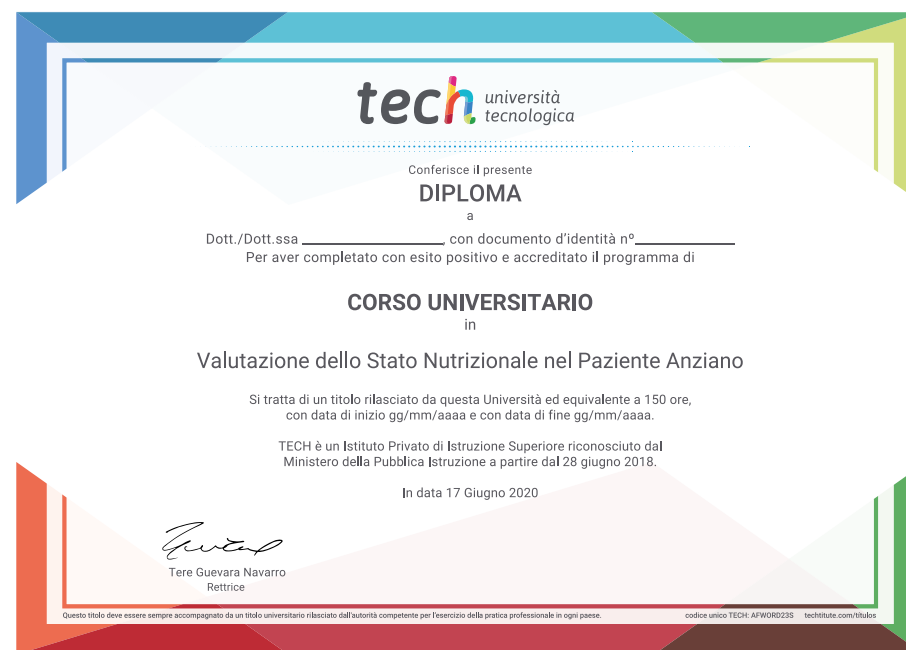 tech università
tecnologica
Conferisce il presente
DIPLOMA
a
Dott./Dott.ssa ____________________, con documento d'identità nº______________
Per aver completato con esito positivo e accreditato il programma di
CORSO UNIVERSITARIO
in
Valutazione dello Stato Nutrizionale nel Paziente Anziano
Si tratta di un titolo rilasciato da questa Università ed equivalente a 150 ore,
con data di inizio gg/mm/aaaa e con data di fine gg/mm/aaaa.
TECH è un Istituto Privato di Istruzione Superiore riconosciuto dal
Ministero della Pubblica Istruzione a partire dal 28 giugno 2018.
In data 17 Giugno 2020
Tere Guevara Navarro
Rettrice
Questo titolo deve essere sempre accompagnato da un titolo universitario rilasciato dall'autorità competente per l'esercizio della pratica professionale in ogni paese. codice unico TECH: AFWORD23S techtitute.com/titulos